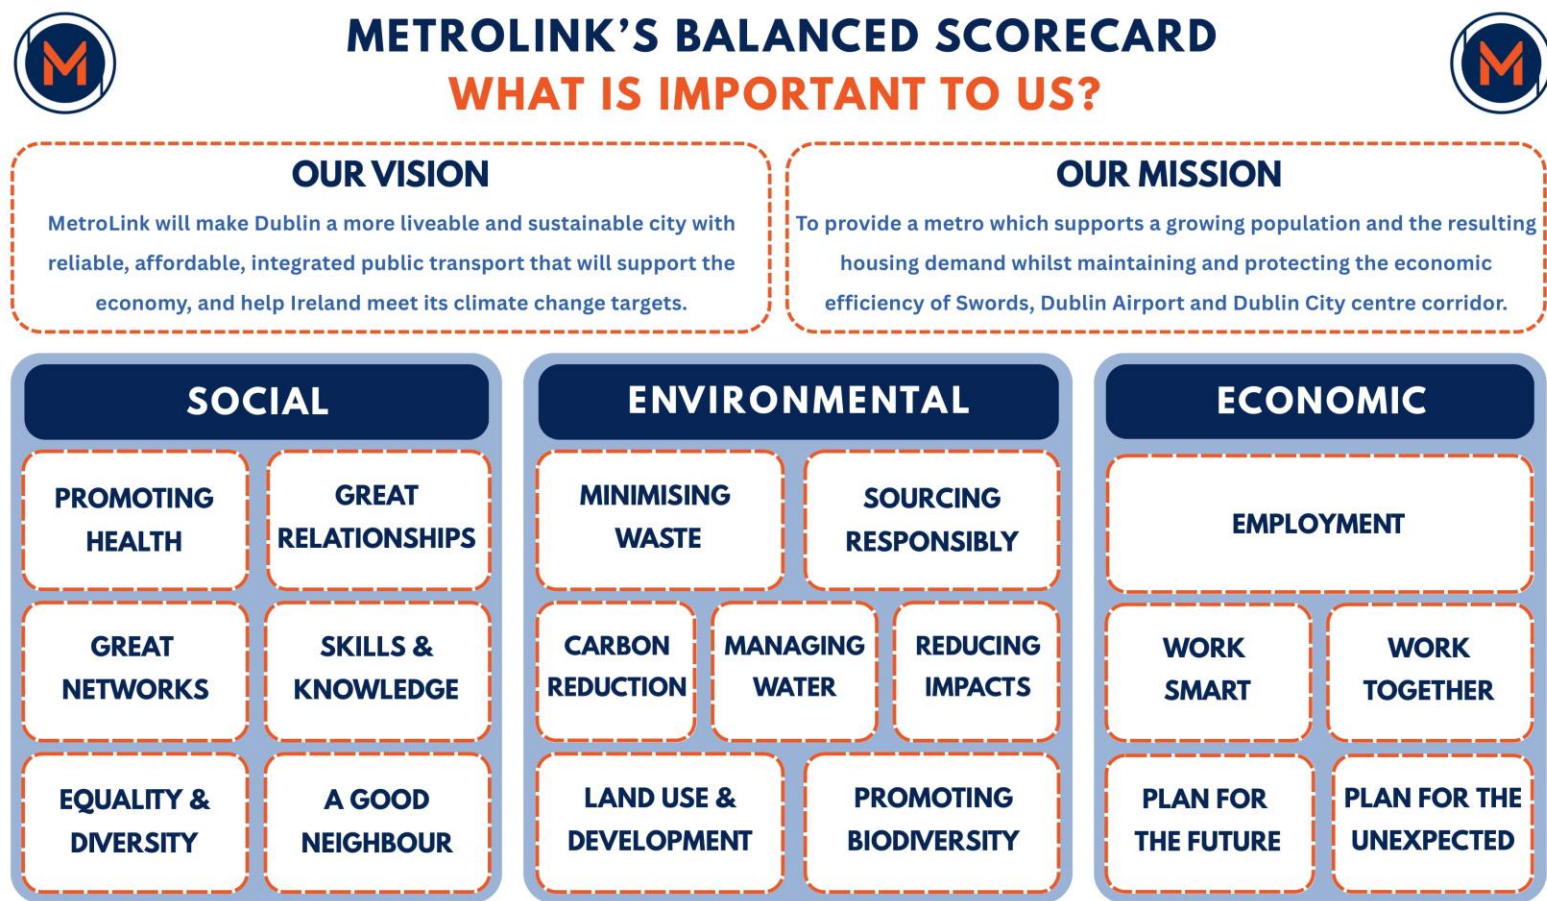 METROLINK'S BALANCED SCORECARD
WHAT IS IMPORTANT TO US?
M
M
OUR VISION
MetroLink will make Dublin a more liveable and sustainable city with
reliable, affordable, integrated public transport that will support the
economy, and help Ireland meet its climate change targets.
OUR MISSION
To provide a metro which supports a growing population and the resulting
housing demand whilst maintaining and protecting the economic
efficiency of Swords, Dublin Airport and Dublin City centre corridor.
SOCIAL
PROMOTING
HEALTH
GREAT
RELATIONSHIPS
GREAT
NETWORKS
SKILLS &
KNOWLEDGE
EQUALITY &
DIVERSITY
A GOOD
NEIGHBOUR
ENVIRONMENTAL
MINIMISING
WASTE
SOURCING
RESPONSIBLY
CARBON
REDUCTION
MANAGING
WATER
REDUCING
IMPACTS
LAND USE &
DEVELOPMENT
PROMOTING
BIODIVERSITY
ECONOMIC
EMPLOYMENT
WORK
SMART
WORK
TOGETHER
PLAN FOR
THE FUTURE
PLAN FOR THE
UNEXPECTED